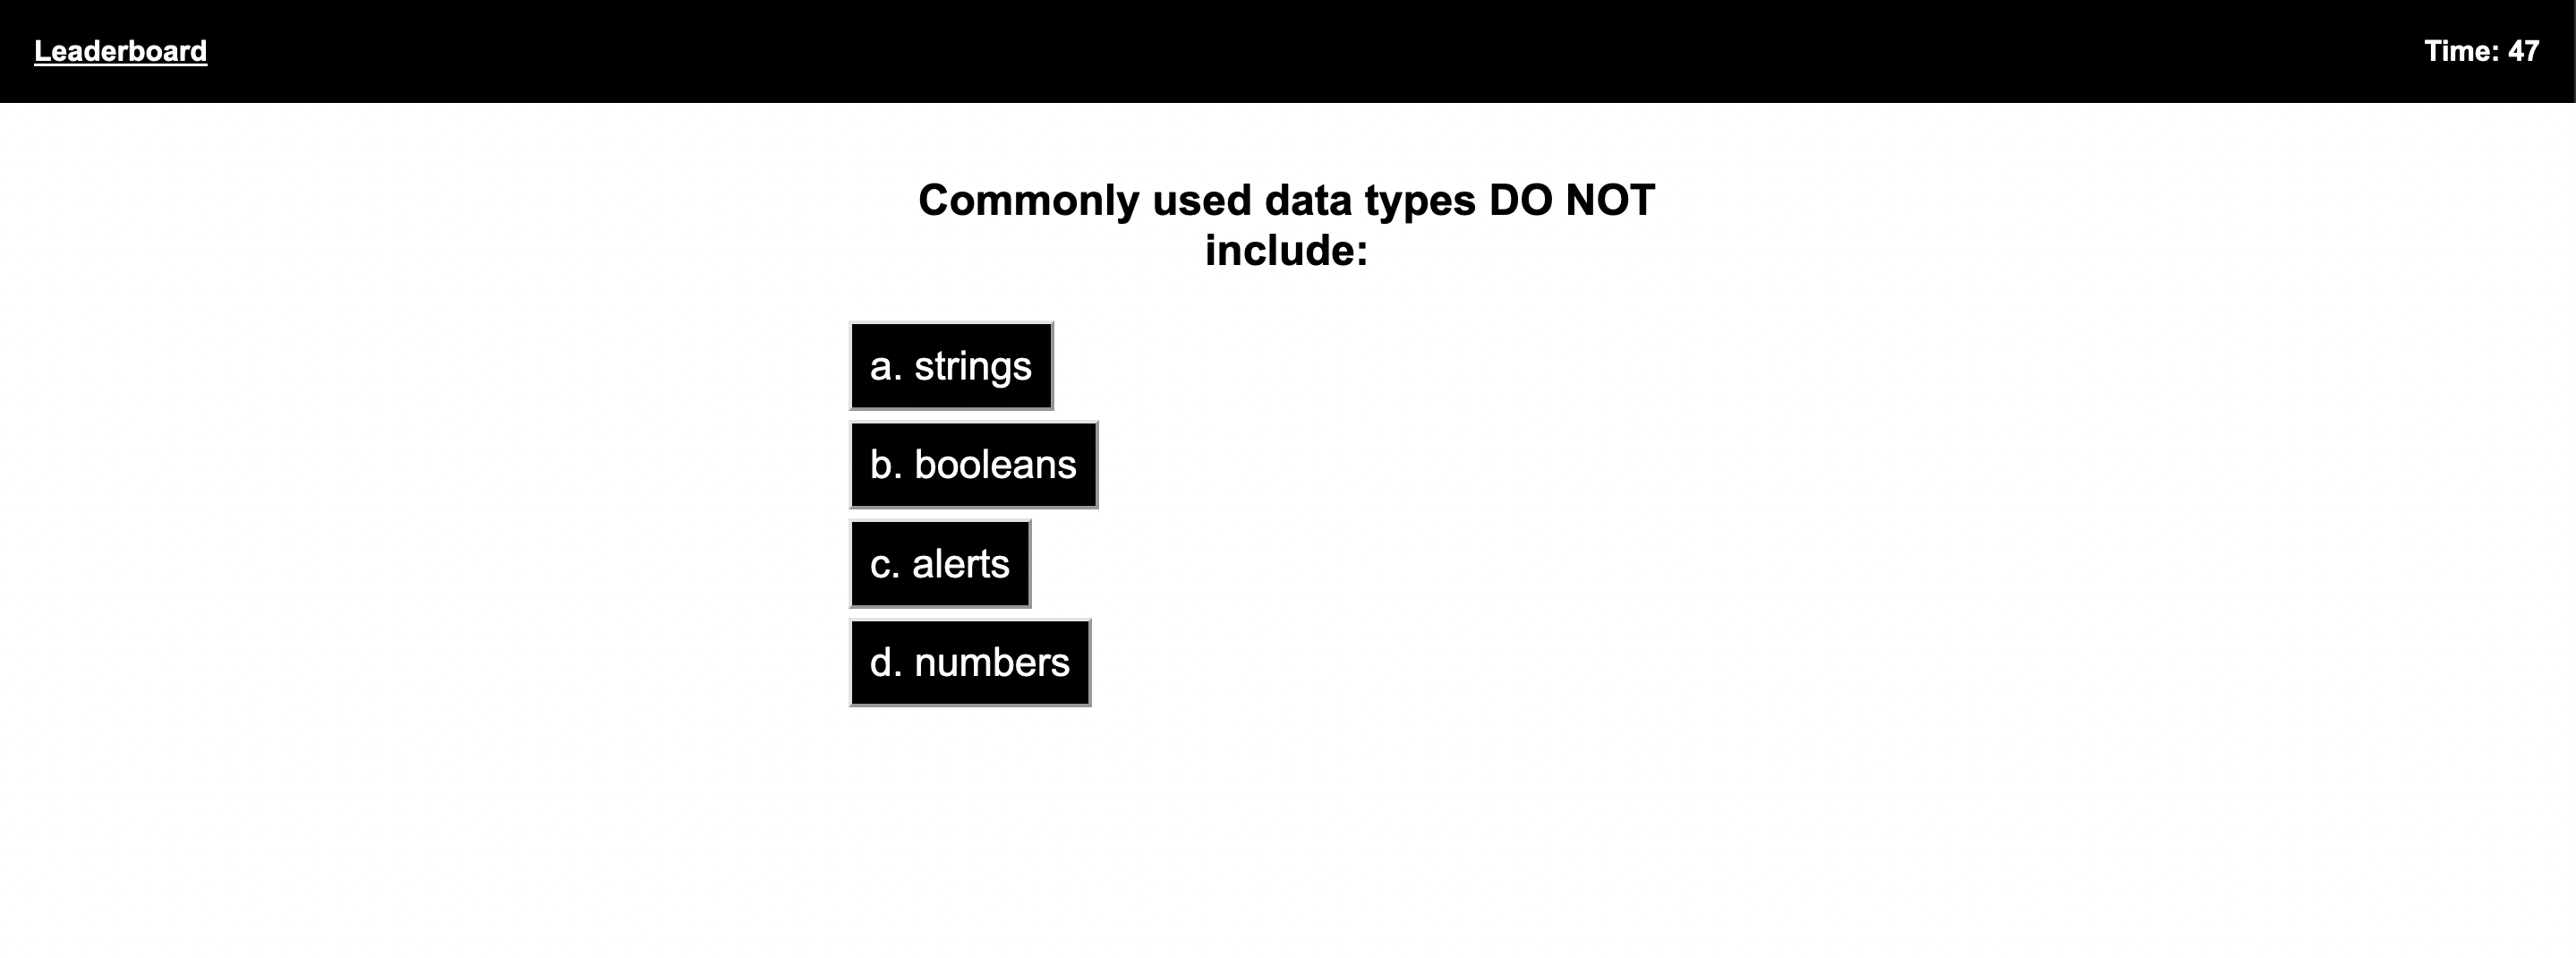 Leaderboard
Time: 47
Commonly used data types DO NOT
include:
a. strings
b. booleans
c. alerts
d. numbers